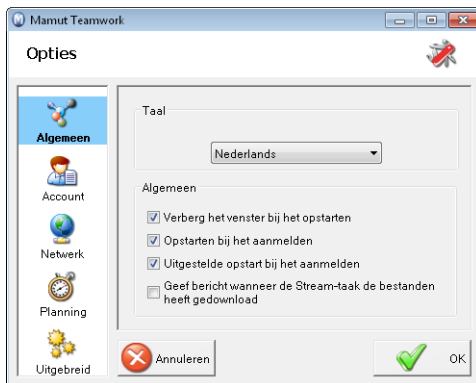 Mamut Teamwork
Opties
Algemeen
Account
Netwerk
Planning
Uitgebreid
Taal
Nederlands
Algemeen
Verberg het venster bij het opstarten
Opstarten bij het aanmelden
Uitgestelde opstart bij het aanmelden
Geef bericht wanneer de Stream-taak de bestanden
heeft gedownload
Annuleren
OK